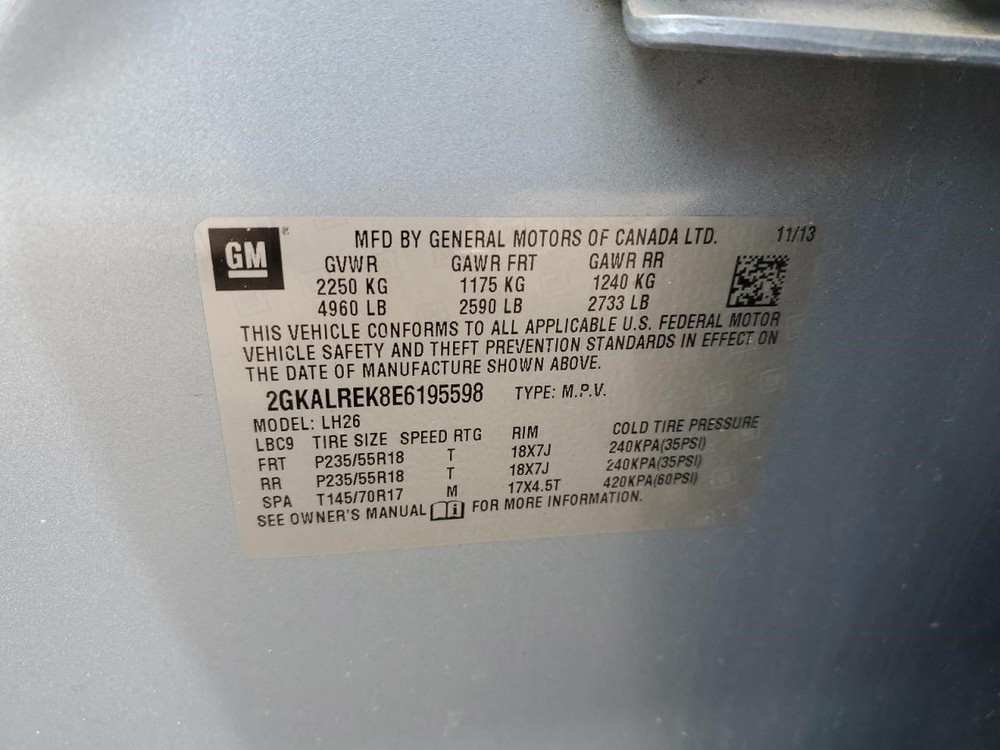 GM ®
MFD BY GENERAL MOTORS OF CANADA LTD. 11/13
GVWR GAWR FRT GAWR RR
2250 KG 1175 KG 1240 KG
4960 LB 2590 LB 2733 LB
THIS VEHICLE CONFORMS TO ALL APPLICABLE U.S. FEDERAL MOTOR
VEHICLE SAFETY AND THEFT PREVENTION STANDARDS IN EFFECT ON
THE DATE OF MANUFACTURE SHOWN ABOVE.
2GKALREK8E6195598 TYPE: M.P.V.
MODEL: LH26
LBC9 TIRE SIZE SPEED RTG RIM COLD TIRE PRESSURE
FRT P235/55R18 T 18X7J 240KPA(35PSI)
RR P235/55R18 T 18X7J 240KPA(35PSI)
SPA T145/70R17 M 17X4.5T 420KPA(60PSI)
SEE OWNER'S MANUAL i FOR MORE INFORMATION.